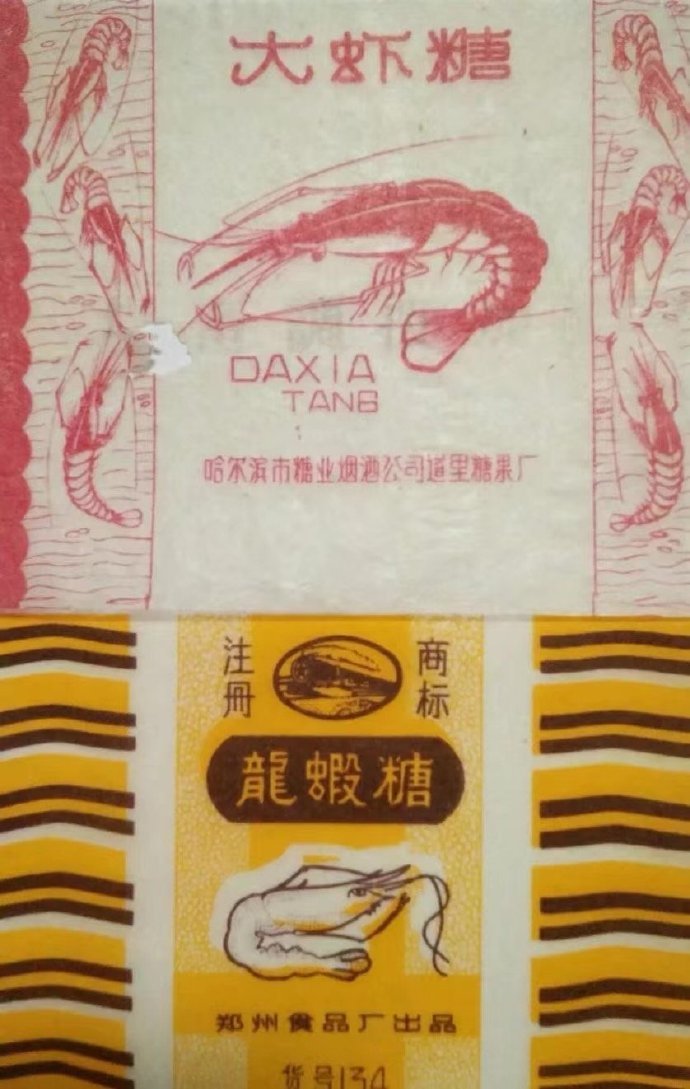 大虾糖
DAXIA
TANG
哈尔滨市糖业烟酒公司道里糖果厂
注册
商标
龍蝦糖
郑州食品厂出品
货号134